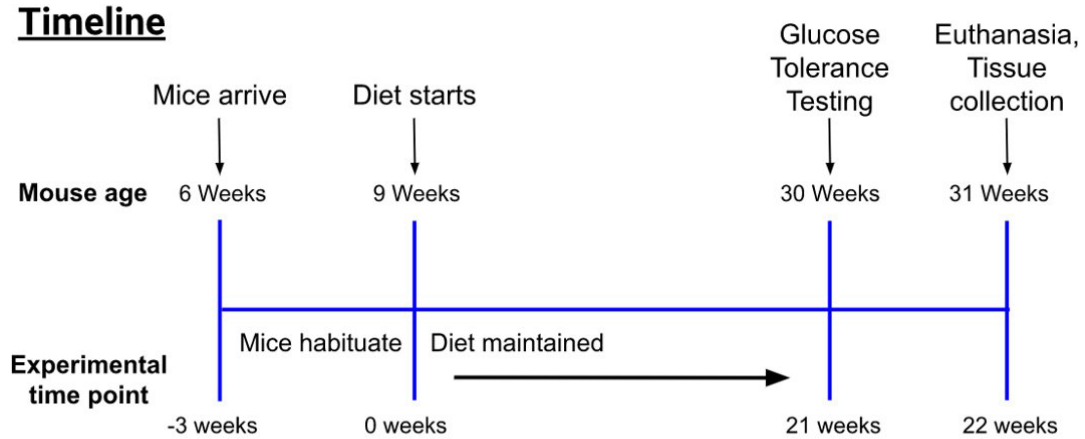 Timeline
Mice arrive
Diet starts
Glucose
Tolerance
Testing
Euthanasia,
Tissue
collection
Mouse age
6 Weeks
9 Weeks
30 Weeks
31 Weeks
Mice habituate
Diet maintained
Experimental
time point
-3 weeks
0 weeks
21 weeks
22 weeks